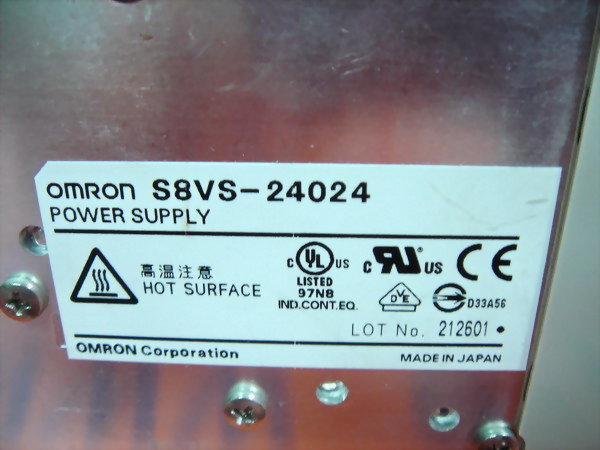 OMRON S8VS-24024
POWER SUPPLY
高温注意
HOT SURFACE
C UL US
LISTED
97N8
IND.CONT.EQ.
C RU US
CE
DVE
D33A56
LOT No. 212601
OMRON Corporation
MADE IN JAPAN